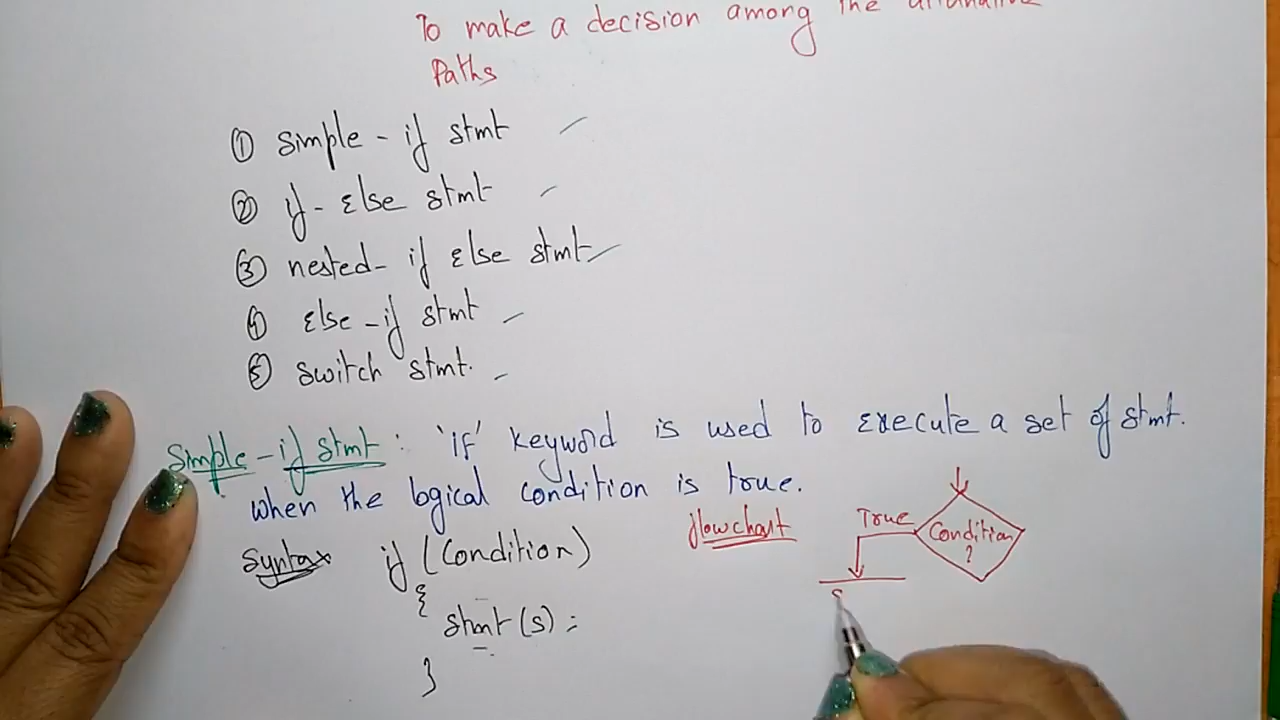 To make a decision among the
Paths
① simple - if stmt
② if - Else stmt
③ nested - if Else stmt
④ Else - if stmt
⑤ switch stmt.
Simple - if stmt : 'if' keyword is used to Execute a set of stmt.
when the logical condition is true.
Syntax if (Condition)
{
stmt(s) ;
}
flowchart
True
Condition
?
S